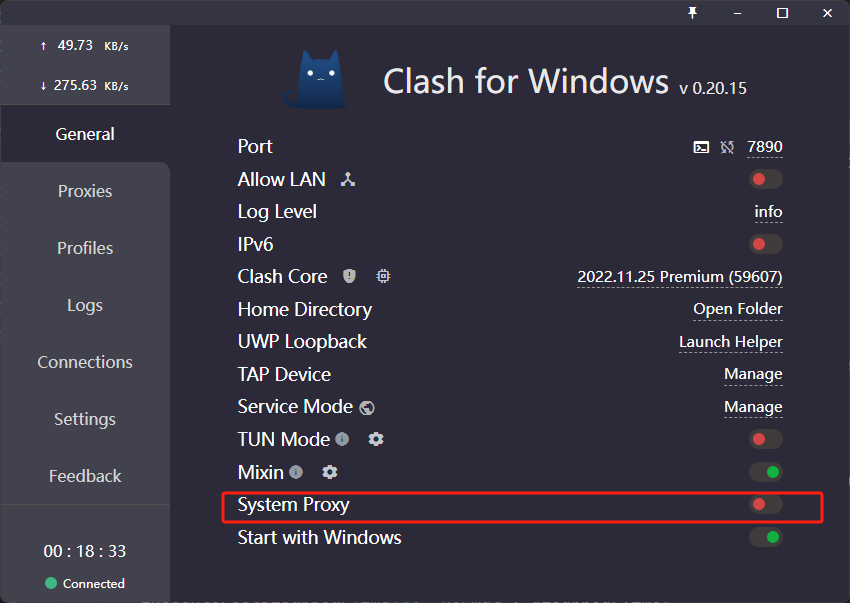 ↑ 49.73 KB/s
↓ 275.63 KB/s
General
Proxies
Profiles
Logs
Connections
Settings
Feedback
00 : 18 : 33
Connected
Clash for Windows v 0.20.15
Port 7890
Allow LAN
Log Level info
IPv6
Clash Core 2022.11.25 Premium (59607)
Home Directory Open Folder
UWP Loopback Launch Helper
TAP Device Manage
Service Mode Manage
TUN Mode
Mixin
System Proxy
Start with Windows